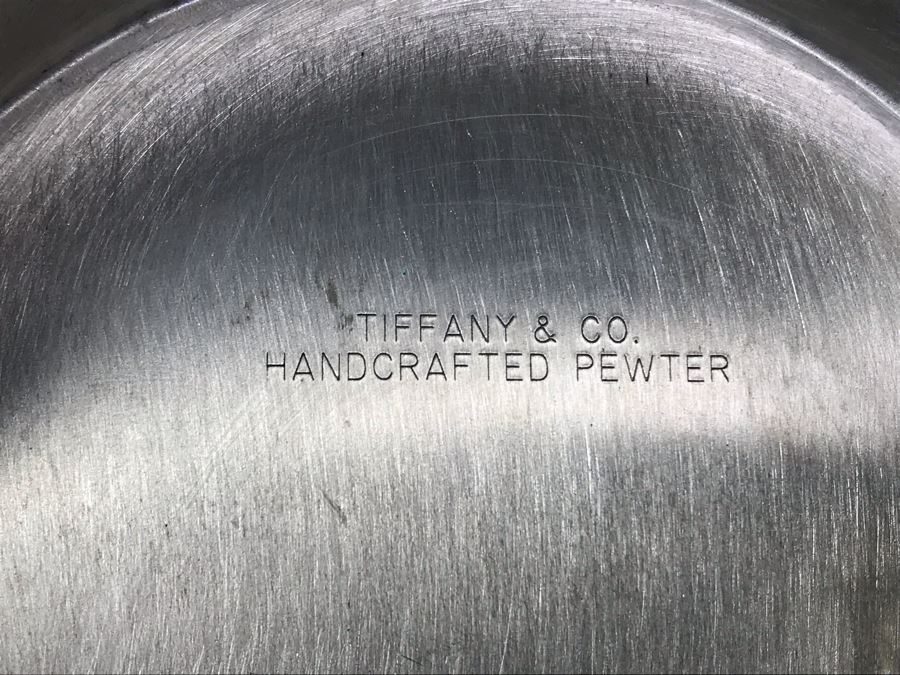 TIFFANY & CO.
HANDCRAFTED PEWTER